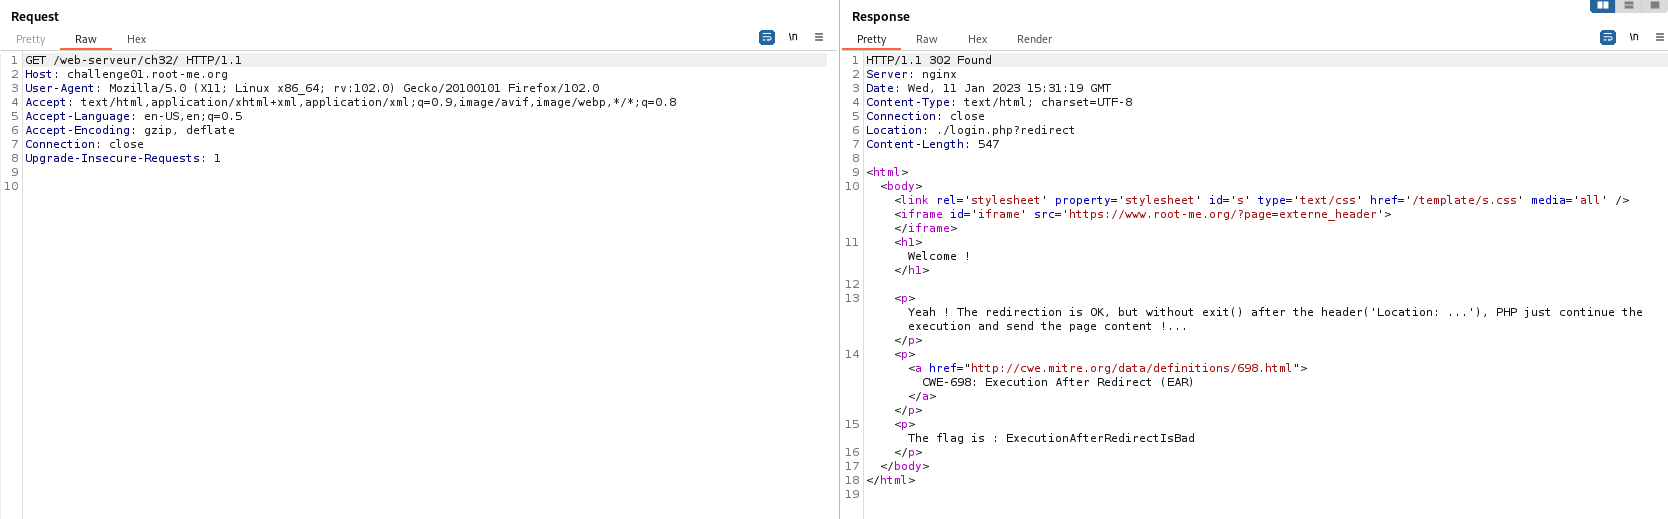 Request
Pretty Raw Hex \n
1 GET /web-serveur/ch32/ HTTP/1.1
2 Host: challenge01.root-me.org
3 User-Agent: Mozilla/5.0 (X11; Linux x86_64; rv:102.0) Gecko/20100101 Firefox/102.0
4 Accept: text/html,application/xhtml+xml,application/xml;q=0.9,image/avif,image/webp,*/*;q=0.8
5 Accept-Language: en-US,en;q=0.5
6 Accept-Encoding: gzip, deflate
7 Connection: close
8 Upgrade-Insecure-Requests: 1
9
10
Response
Pretty Raw Hex Render \n
1 HTTP/1.1 302 Found
2 Server: nginx
3 Date: Wed, 11 Jan 2023 15:31:19 GMT
4 Content-Type: text/html; charset=UTF-8
5 Connection: close
6 Location: ./login.php?redirect
7 Content-Length: 547
8
9 <html>
10 <body>
<link rel='stylesheet' property='stylesheet' id='s' type='text/css' href='/template/s.css' media='all' />
<iframe id='iframe' src='https://www.root-me.org/?page=externe_header'>
</iframe>
11 <h1>
Welcome !
</h1>
12
13 <p>
Yeah ! The redirection is OK, but without exit() after the header('Location: ...'), PHP just continue the
execution and send the page content !...
</p>
14 <p>
<a href="http://cwe.mitre.org/data/definitions/698.html">
CWE-698: Execution After Redirect (EAR)
</a>
</p>
15 <p>
The flag is : ExecutionAfterRedirectIsBad
16 </p>
17 </body>
18 </html>
19